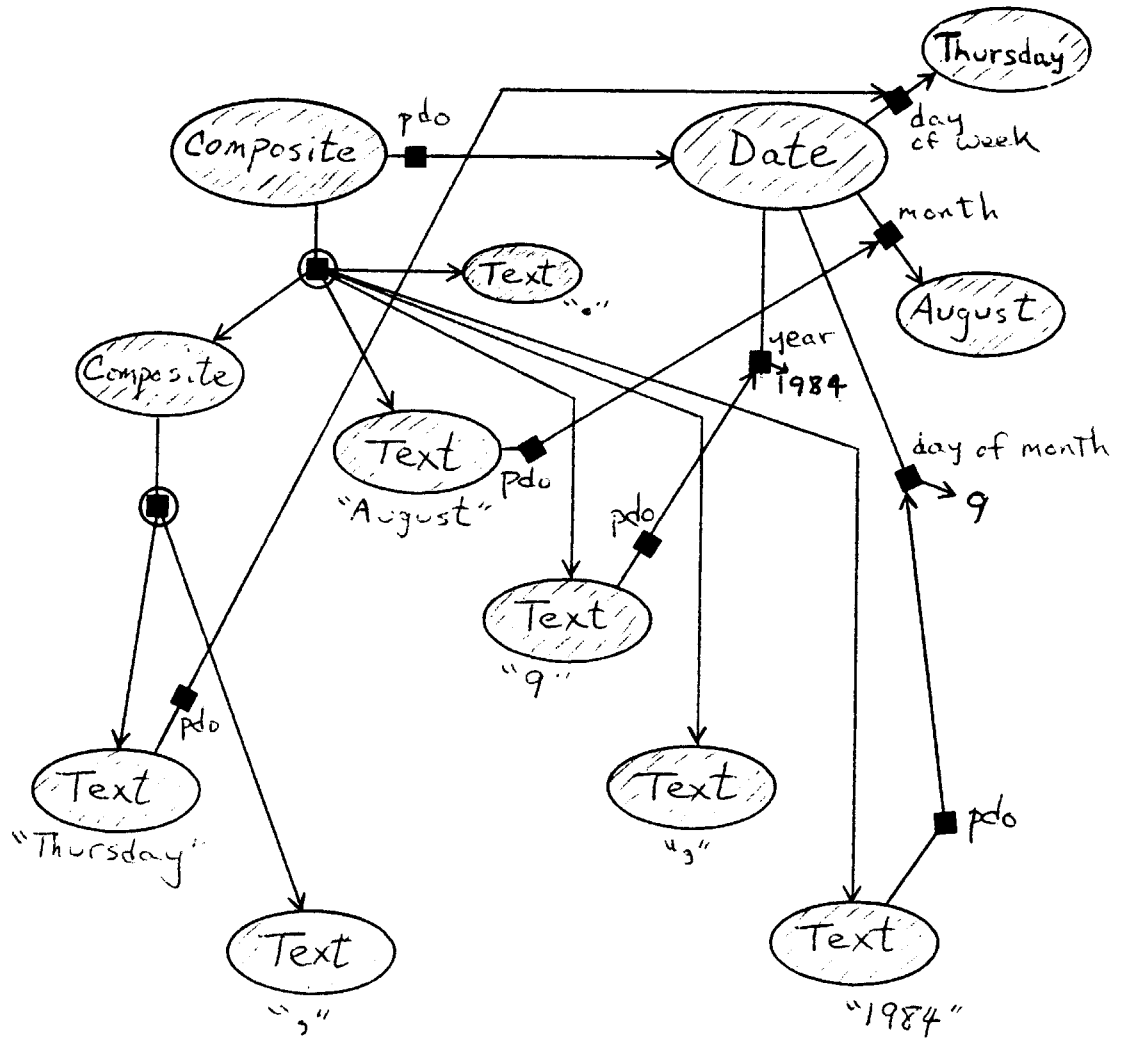 Thursday
pdo
day
of week
Composite
Date
month
Text
"."
August
year
1984
Composite
Text
pdo
"August"
day of month
9
pdo
Text
"9"
pdo
Text
"Thursday"
Text
","
pdo
Text
","
Text
"1984"